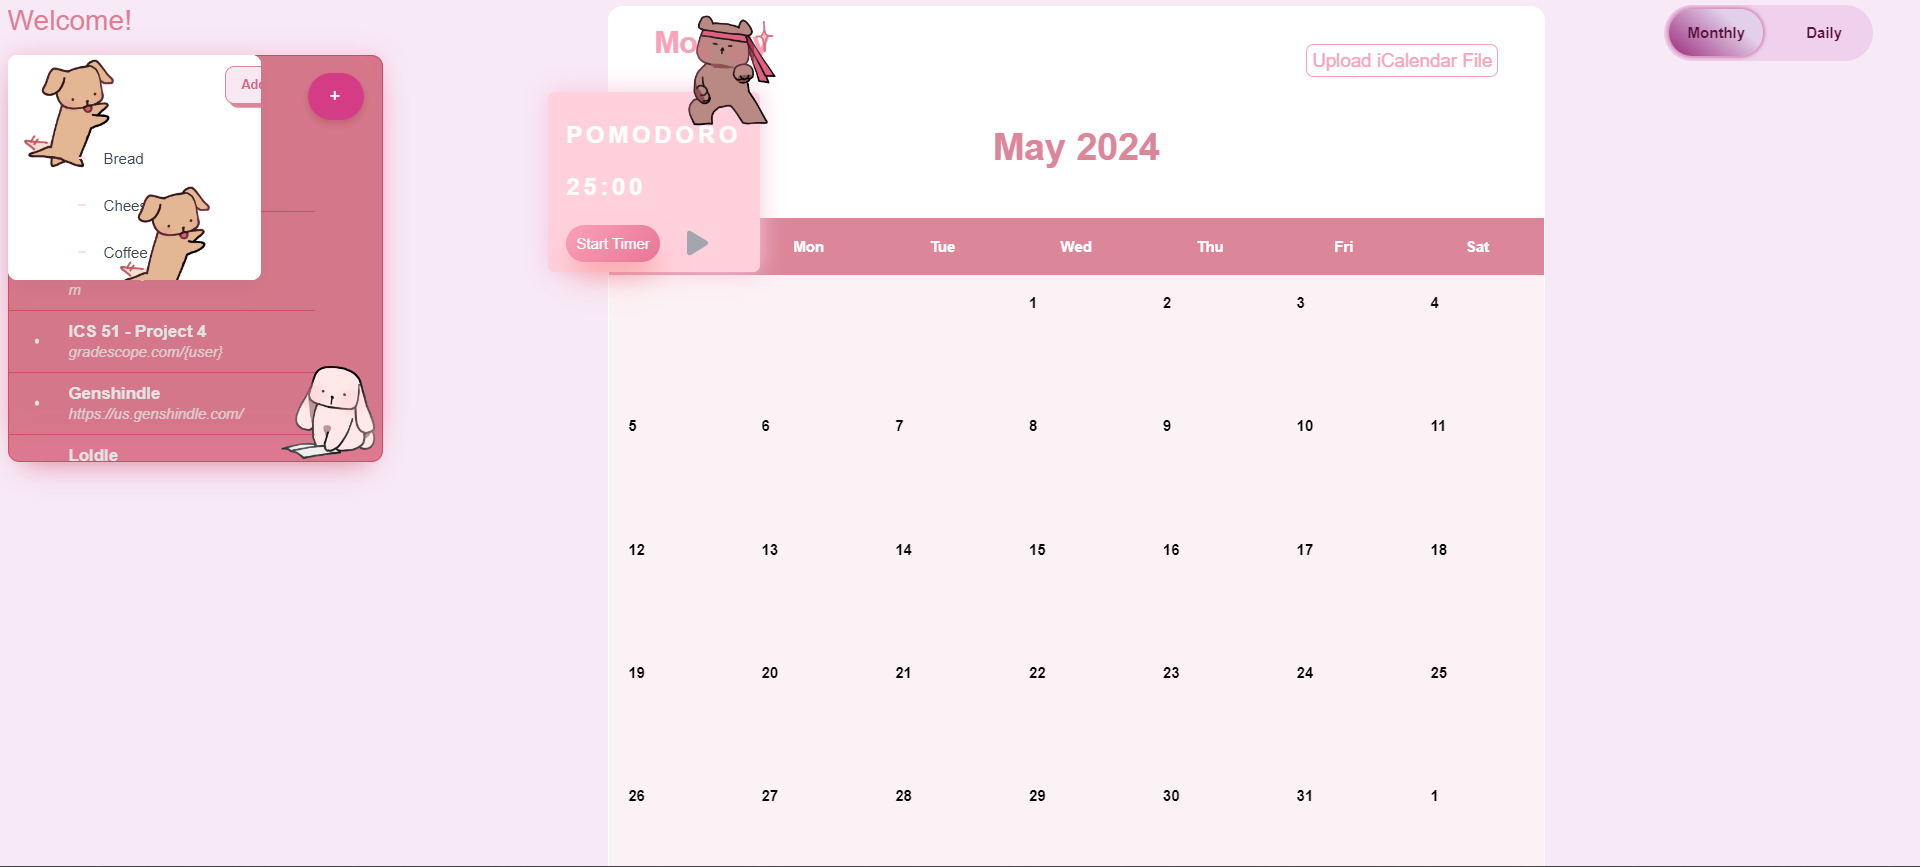 Welcome!
+
Bread
Coffee
m
ICS 51 - Project 4
gradescope.com/{user}
Genshindle
https://us.genshindle.com/
Loldle
POMODORO
25:00
Start Timer
Upload iCalendar File
May 2024
Mon Tue Wed Thu Fri Sat
1 2 3 4
5 6 7 8 9 10 11
12 13 14 15 16 17 18
19 20 21 22 23 24 25
26 27 28 29 30 31 1
Monthly Daily